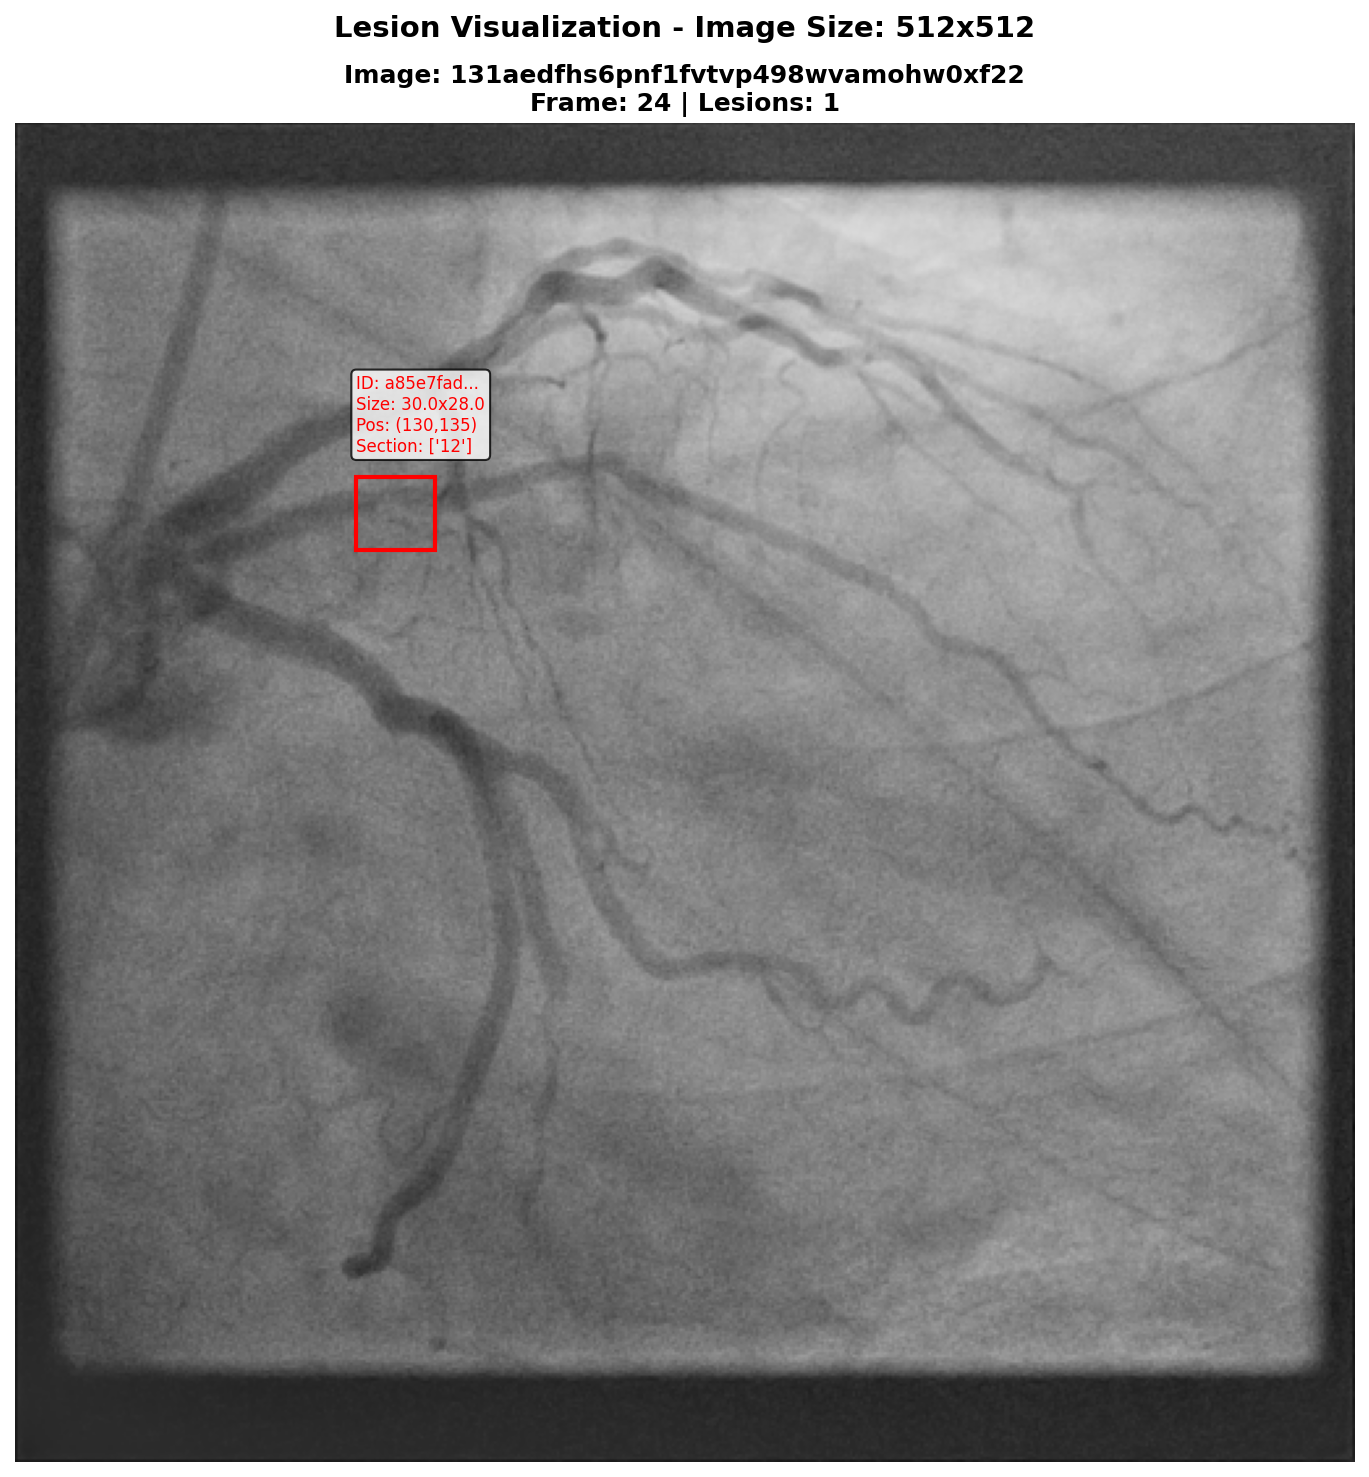 Lesion Visualization - Image Size: 512x512
Image: 131aedfhs6pnf1fvtvp498wvamohw0xf22
Frame: 24 | Lesions: 1
ID: a85e7fad...
Size: 30.0x28.0
Pos: (130,135)
Section: ['12']